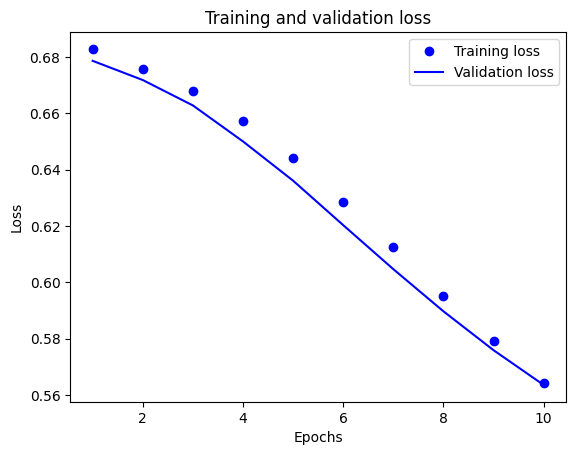 Training and validation loss
Training loss
Validation loss
Loss
0.68
0.66
0.64
0.62
0.60
0.58
0.56
2
4
6
8
10
Epochs